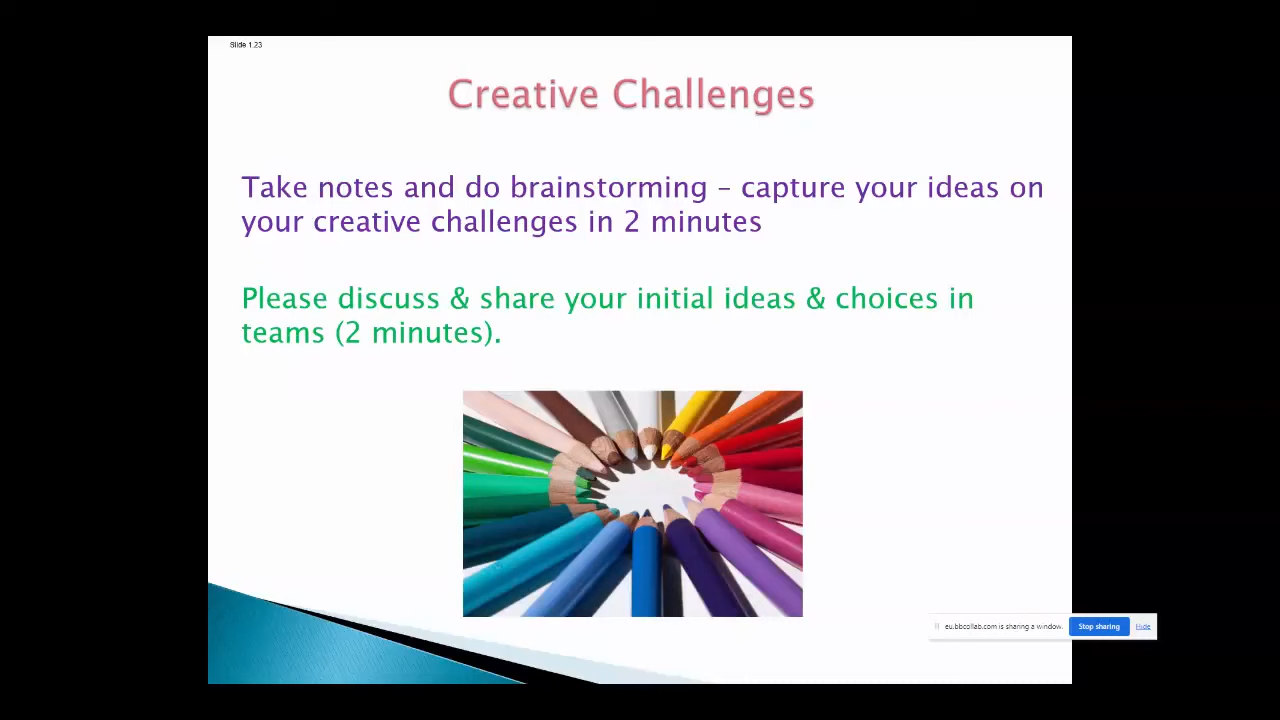 Slide 1.23
Creative Challenges
Take notes and do brainstorming – capture your ideas on
your creative challenges in 2 minutes
Please discuss & share your initial ideas & choices in
teams (2 minutes).
eu.bbcollab.com is sharing a window. Stop sharing Hide